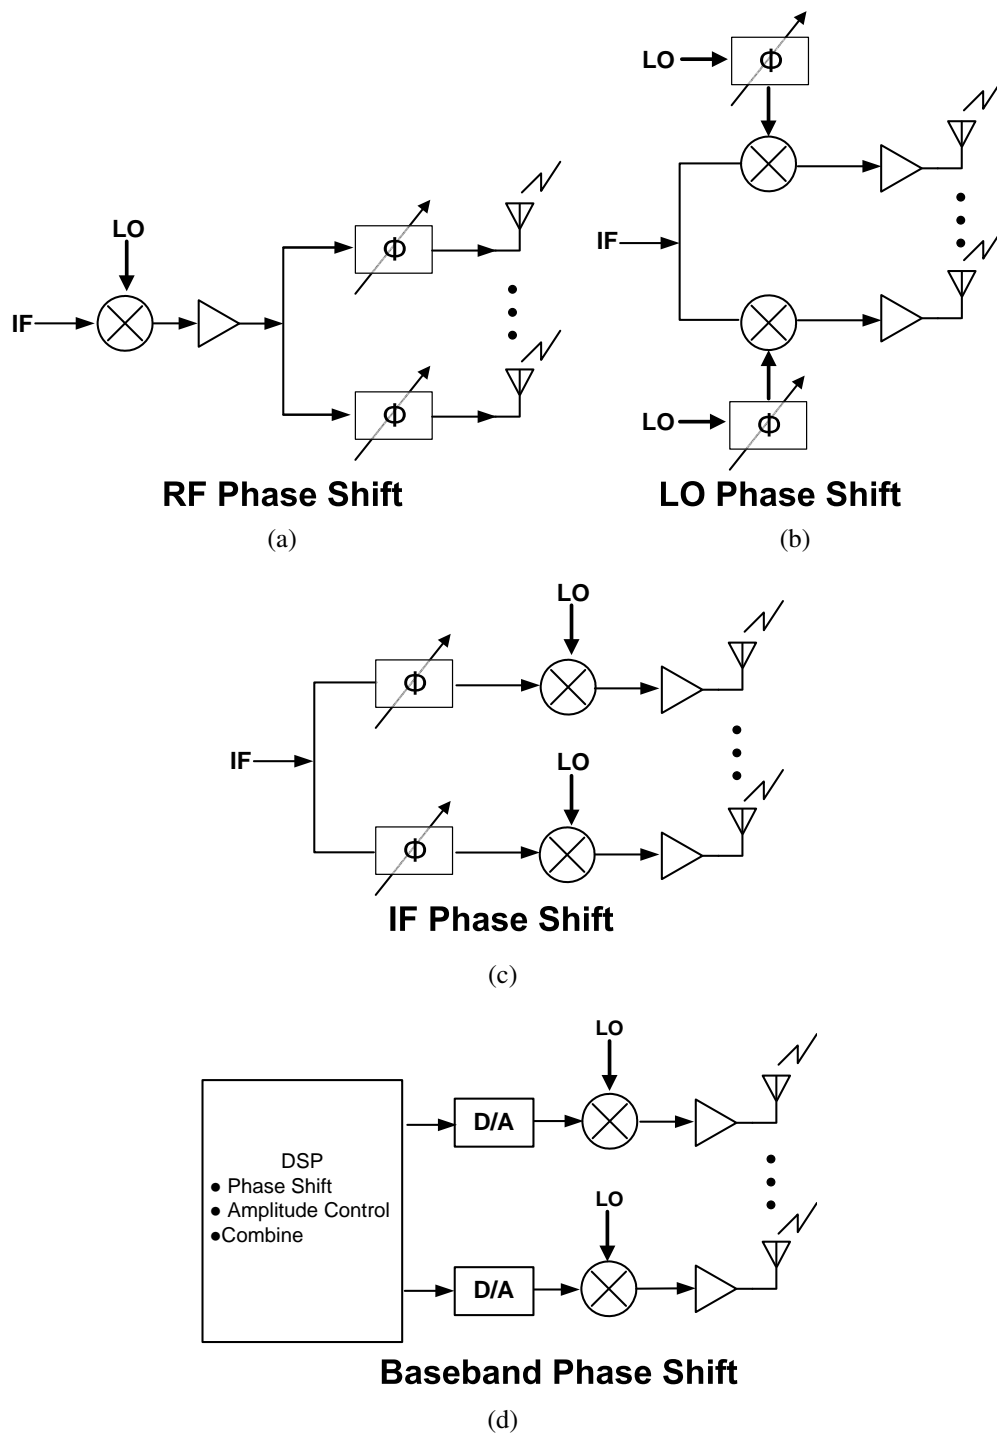 LO
Φ
IF
Φ
RF Phase Shift
(a)
LO
Φ
IF
LO
Φ
LO Phase Shift
(b)
LO
Φ
IF
LO
Φ
IF Phase Shift
(c)
LO
D/A
DSP
● Phase Shift
● Amplitude Control
●Combine
LO
D/A
Baseband Phase Shift
(d)